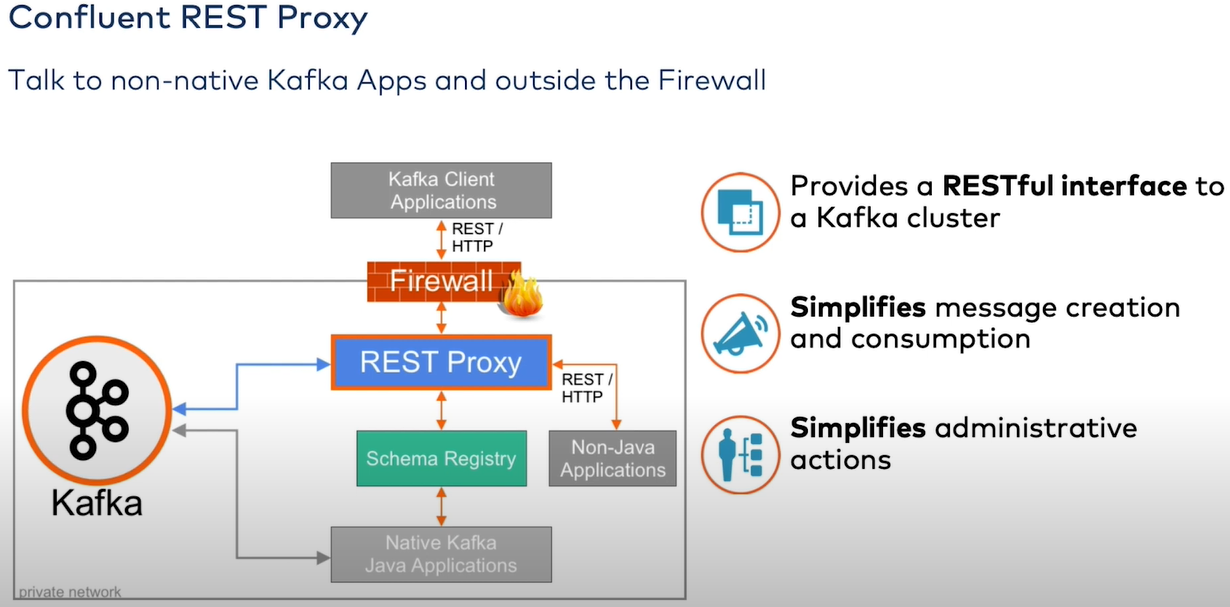 Confluent REST Proxy
Talk to non-native Kafka Apps and outside the Firewall
Kafka Client
Applications
REST /
HTTP
Firewall
REST Proxy
REST /
HTTP
Schema Registry
Non-Java
Applications
Kafka
Native Kafka
Java Applications
private network
Provides a RESTful interface to
a Kafka cluster
Simplifies message creation
and consumption
Simplifies administrative
actions